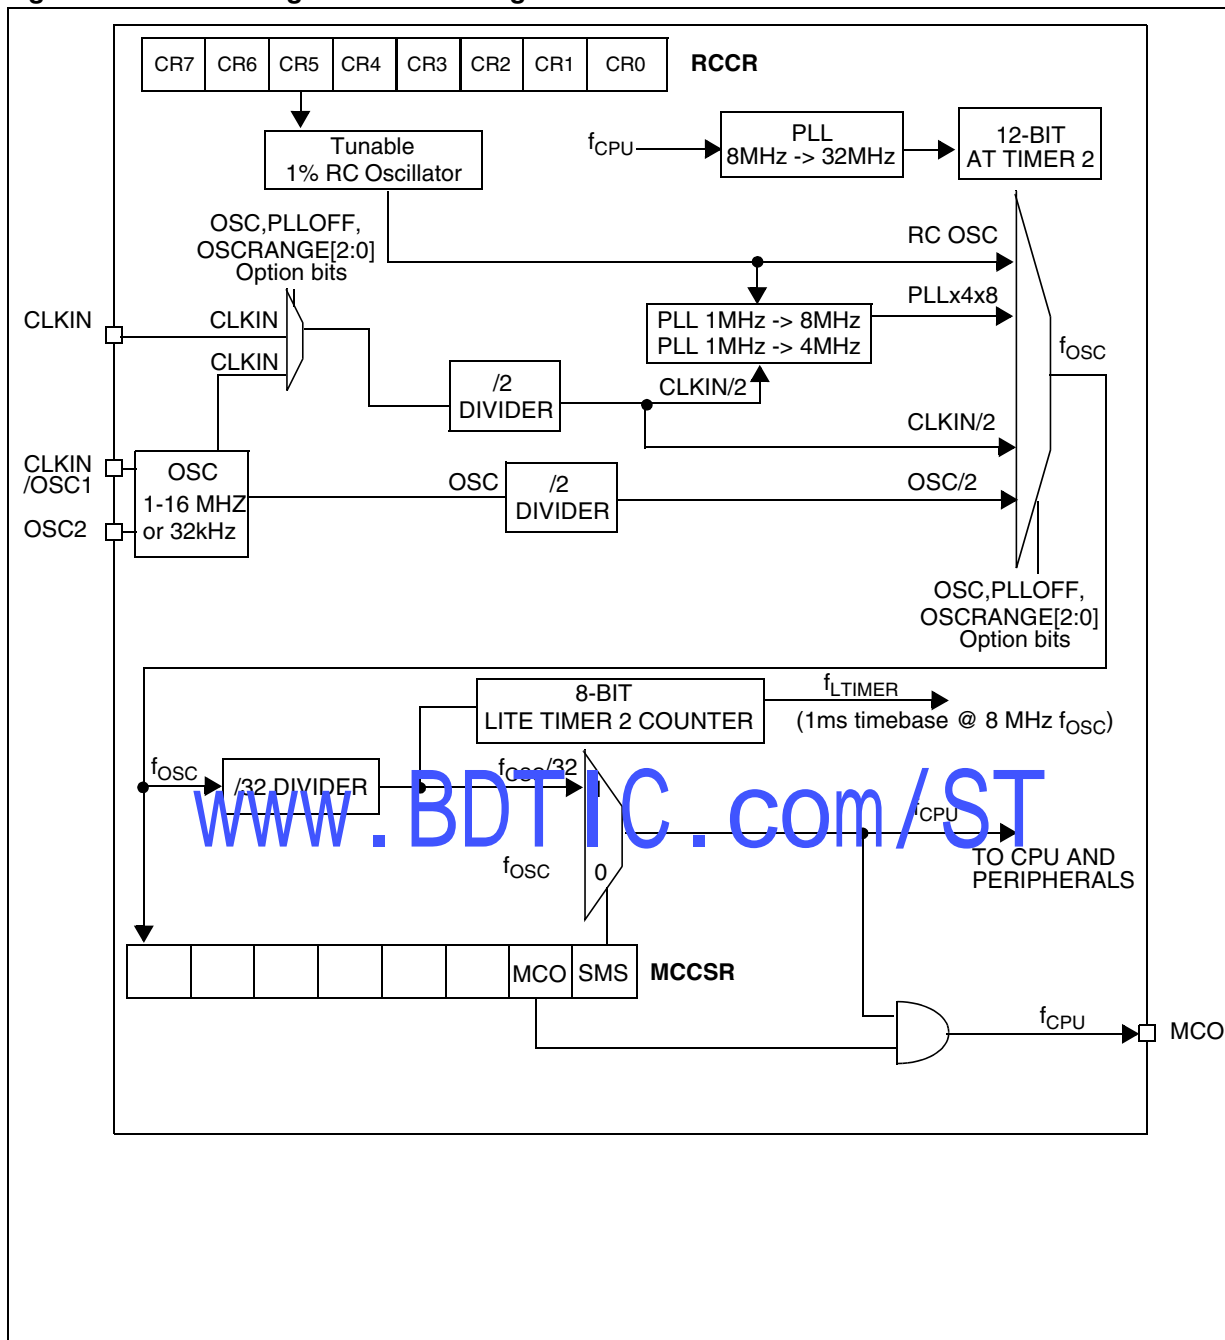 CR7 CR6 CR5 CR4 CR3 CR2 CR1 CR0 RCCR
Tunable
1% RC Oscillator
fCPU
PLL
8MHz -> 32MHz
12-BIT
AT TIMER 2
OSC,PLLOFF,
OSCRANGE[2:0]
Option bits
RC OSC
PLLx4x8
CLKIN
CLKIN
CLKIN
PLL 1MHz -> 8MHz
PLL 1MHz -> 4MHz
fOSC
/2
DIVIDER
CLKIN/2
CLKIN/2
CLKIN
/OSC1
OSC2
OSC
1-16 MHZ
or 32kHz
OSC
/2
DIVIDER
OSC/2
OSC,PLLOFF,
OSCRANGE[2:0]
Option bits
8-BIT
LITE TIMER 2 COUNTER
fLTIMER
(1ms timebase @ 8 MHz fOSC)
fOSC
/32 DIVIDER
fOSC/32
1
fOSC
0
fCPU
TO CPU AND
PERIPHERALS
www.BDTIC.com/ST
MCO SMS MCCSR
fCPU
MCO